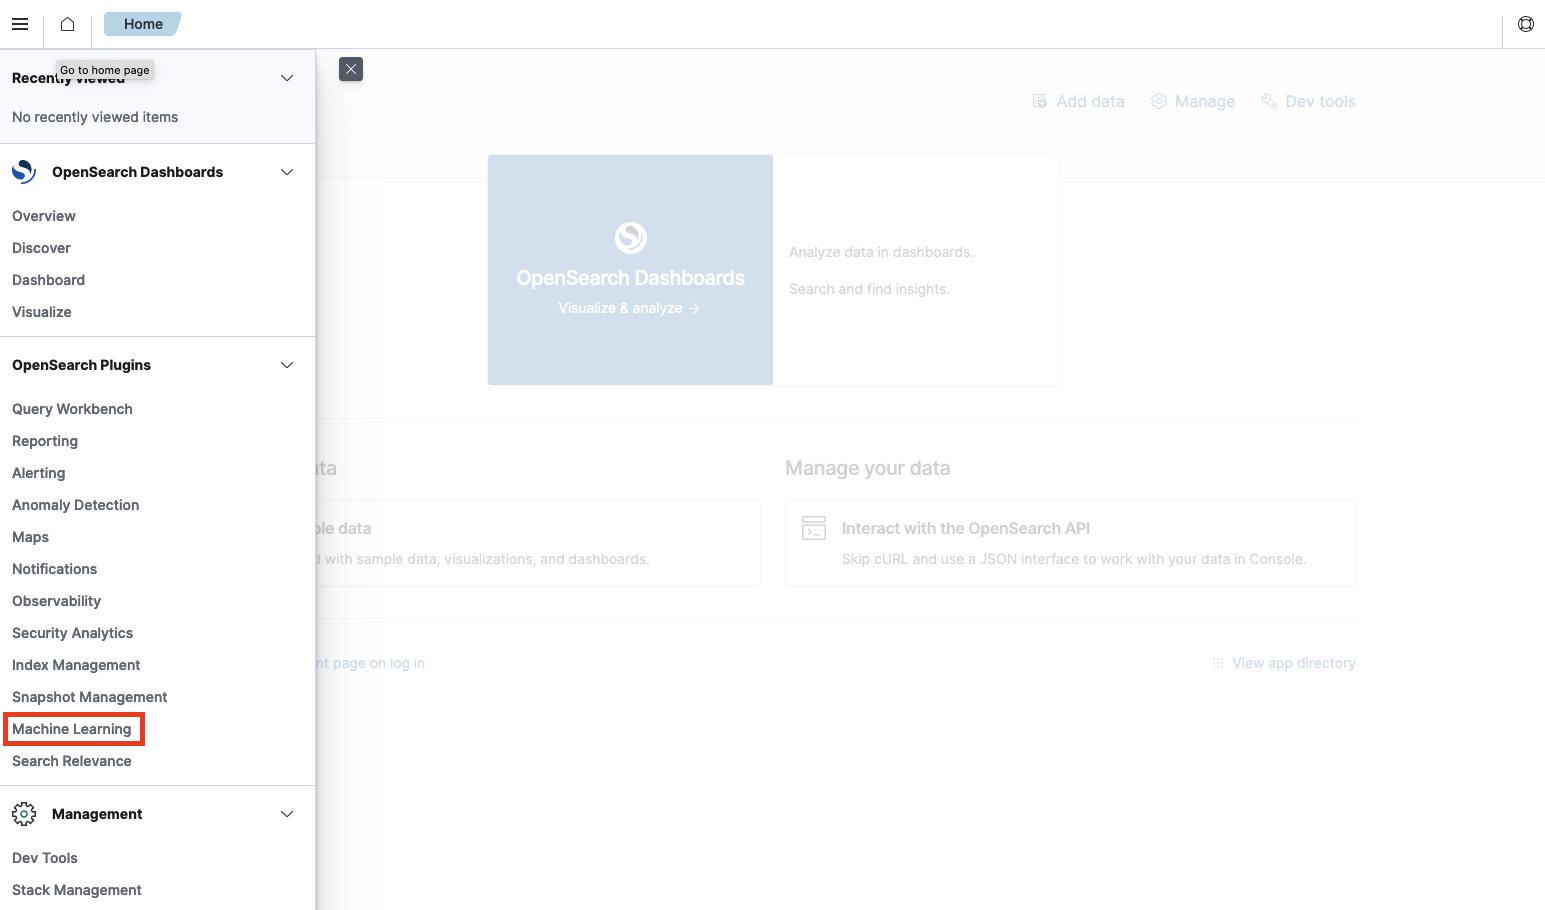 Home
Go to home page
Recently viewed
No recently viewed items
OpenSearch Dashboards
Overview
Discover
Dashboard
Visualize
OpenSearch Plugins
Query Workbench
Reporting
Alerting
Anomaly Detection
Maps
Notifications
Observability
Security Analytics
Index Management
Snapshot Management
Machine Learning
Search Relevance
Management
Dev Tools
Stack Management
Add data
Manage
Dev tools
OpenSearch Dashboards
Visualize & analyze →
Analyze data in dashboards.
Search and find insights.
Manage your data
data
with sample data, visualizations, and dashboards.
Interact with the OpenSearch API
Skip cURL and use a JSON interface to work with your data in Console.
page on log in
View app directory